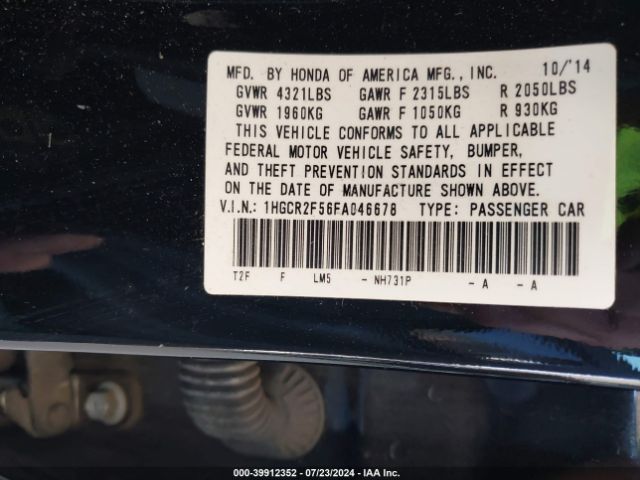 MFD. BY HONDA OF AMERICA MFG., INC. 10/'14
GVWR 4321LBS GAWR F 2315LBS R 2050LBS
GVWR 1960KG GAWR F 1050KG R 930KG
THIS VEHICLE CONFORMS TO ALL APPLICABLE
FEDERAL MOTOR VEHICLE SAFETY, BUMPER,
AND THEFT PREVENTION STANDARDS IN EFFECT
ON THE DATE OF MANUFACTURE SHOWN ABOVE.
V.I.N.: 1HGCR2F56FA046678 TYPE: PASSENGER CAR
T2F F LM5 - NH731P - A - A
000-39912352 - 07/23/2024 - IAA Inc.